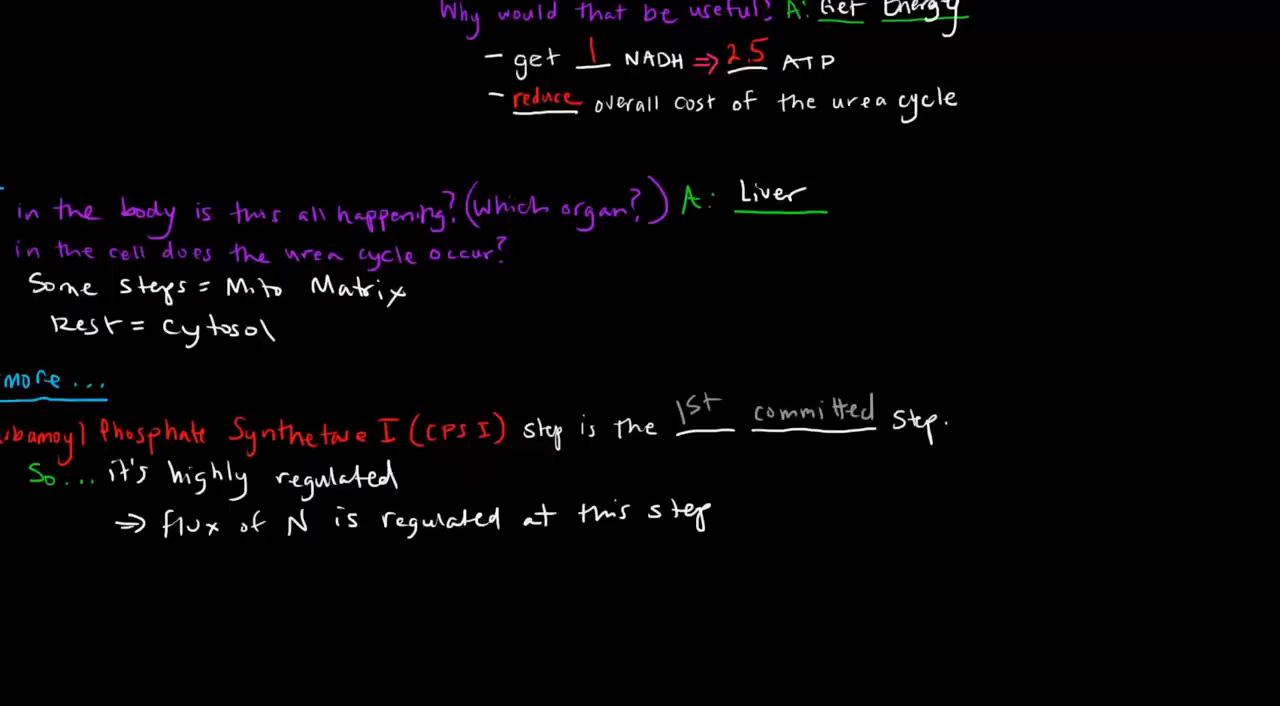 Why would that be useful? A: Get Energy
- get 1 NADH ⇒ 2.5 ATP
- reduce overall cost of the urea cycle
in the body is this all happening? (which organ?) A: Liver
in the cell does the urea cycle occur?
Some steps = Mito Matrix
Rest = Cytosol
more...
rbamoyl Phosphate Synthetase I (CPS I) step is the 1st committed step.
So... it's highly regulated
⇒ flux of N is regulated at this step